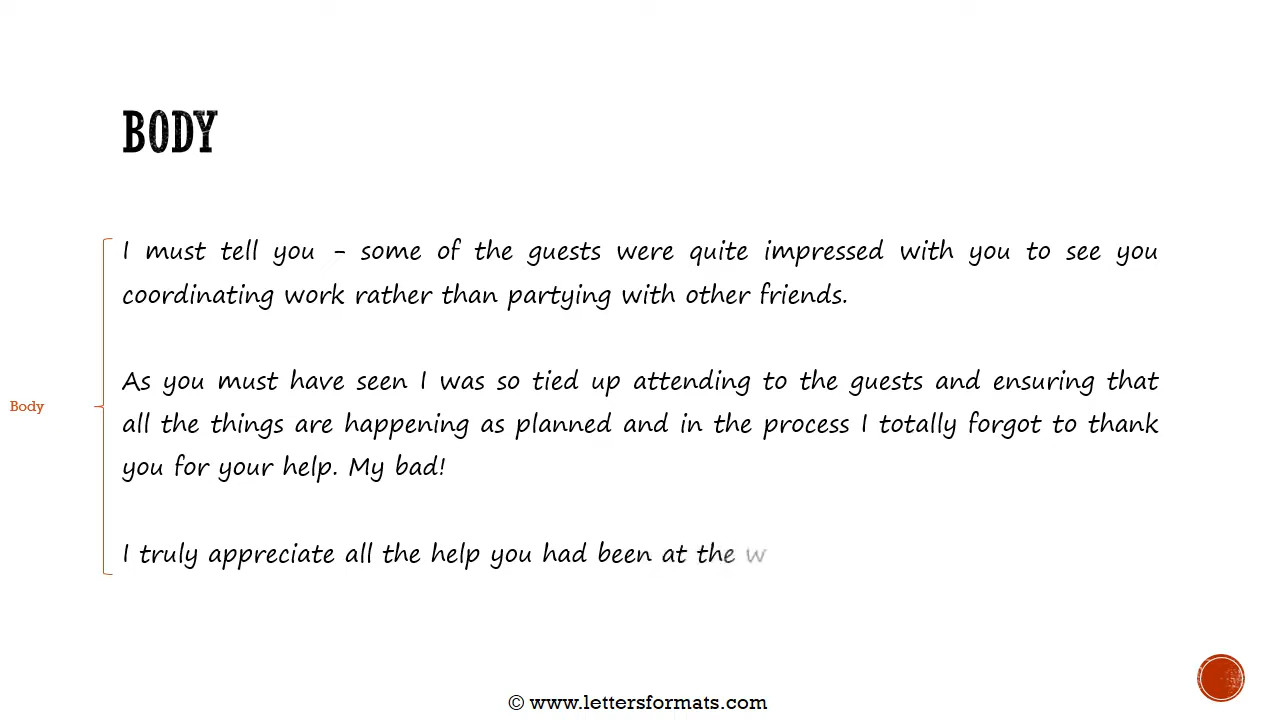 BODY
I must tell you – some of the guests were quite impressed with you to see you
coordinating work rather than partying with other friends.
As you must have seen I was so tied up attending to the guests and ensuring that
Body
all the things are happening as planned and in the process I totally forgot to thank
you for your help. My bad!
I truly appreciate all the help you had been at the w
© www.lettersformats.com